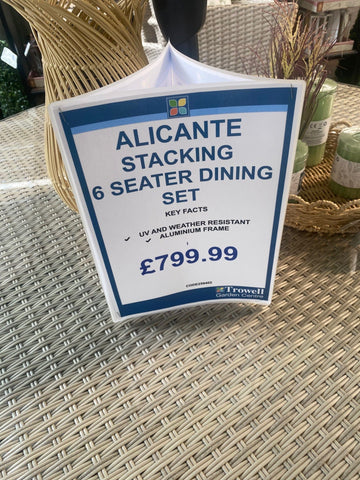 ALICANTE
STACKING
6 SEATER DINING
SET
KEY FACTS
✓ UV AND WEATHER RESISTANT
✓ ALUMINIUM FRAME
£799.99
Trowell
Garden Centre